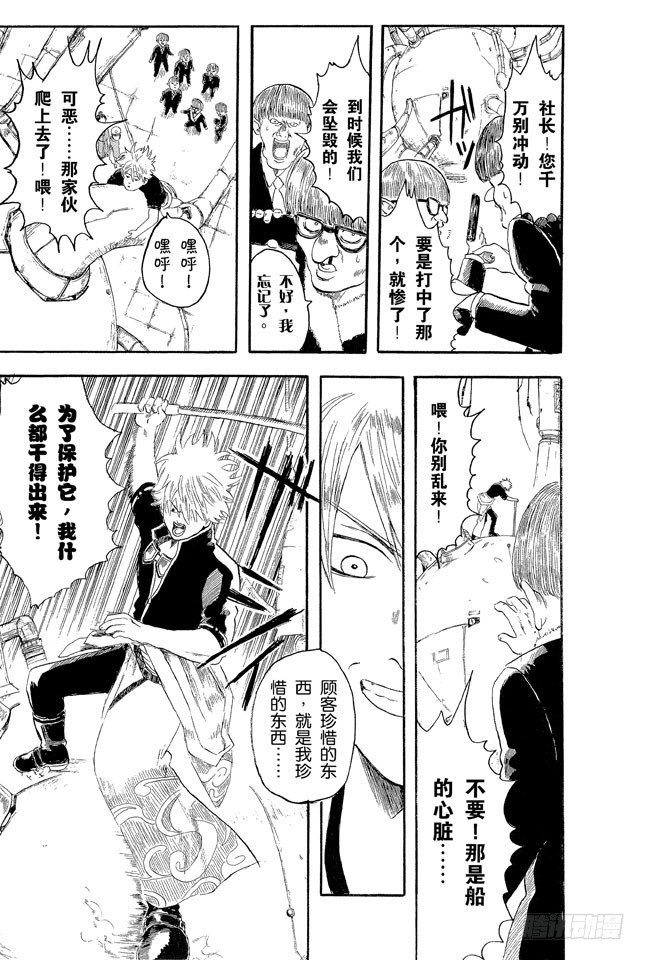 社长！您千
万别冲动！
要是打中了那
个，就惨了！
到时候我们
会坠毁的！
不好，我
忘记了。
可恶……那家伙
爬上去了！喂！
嘿呼！
嘿呼！
喂！你别乱来！
不要！那是船
的心脏……
顾客珍惜的东
西，就是我珍
惜的东西……
为了保护它，我什
么都干得出来！
腾讯动漫